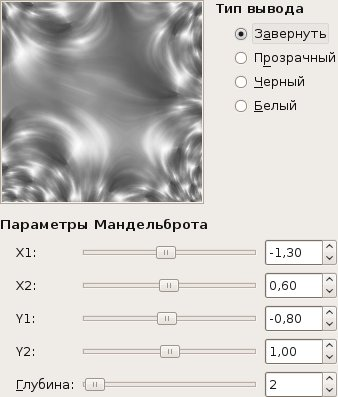 Тип вывода
Завернуть
Прозрачный
Черный
Белый
Параметры Мандельброта
X1: -1,30
X2: 0,60
Y1: -0,80
Y2: 1,00
Глубина: 2